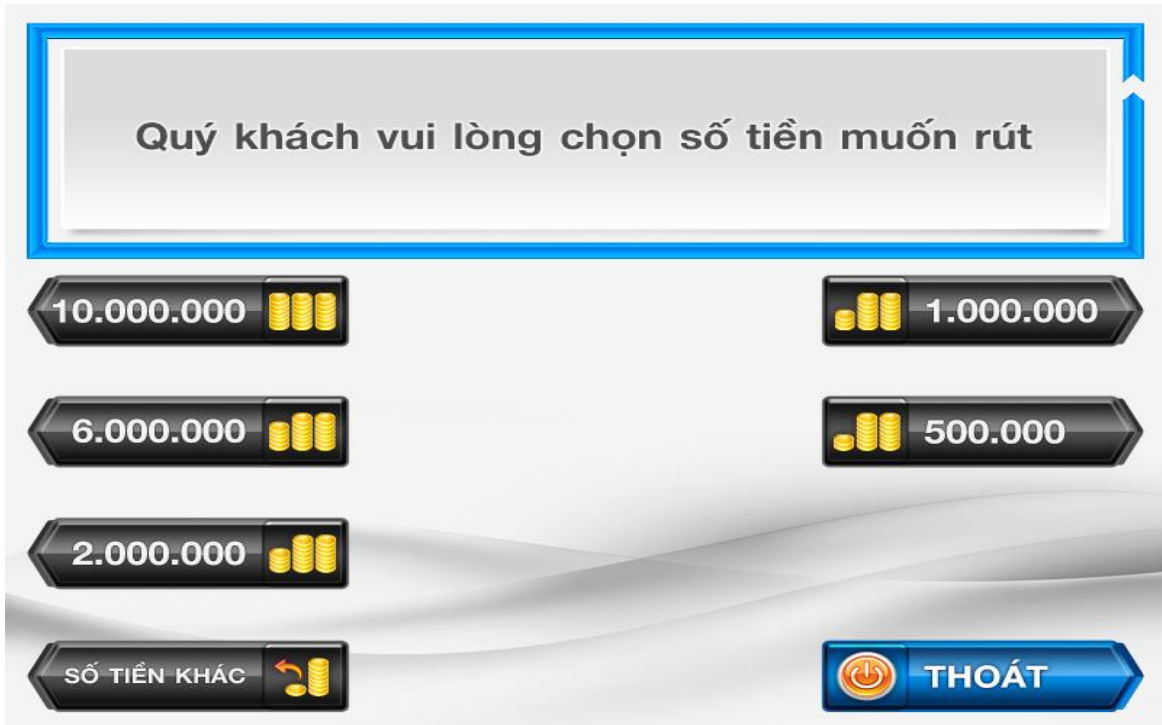 Quý khách vui lòng chọn số tiền muốn rút
10.000.000
1.000.000
6.000.000
500.000
2.000.000
SỐ TIỀN KHÁC
THOÁT